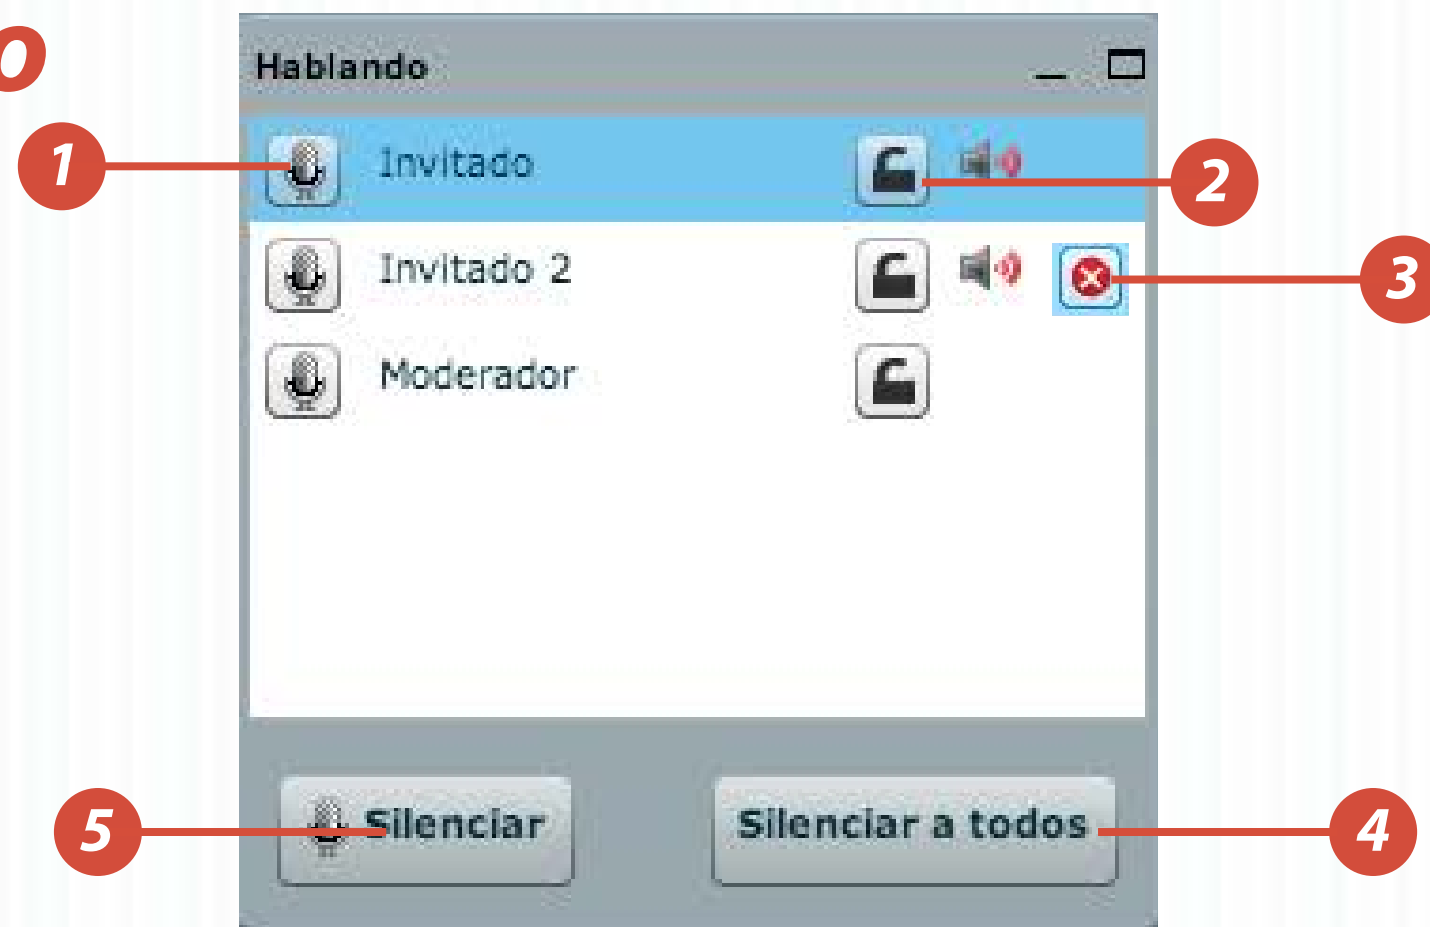 o
Hablando
1
Invitado
2
Invitado 2
3
Moderador
5
Silenciar
Silenciar a todos
4